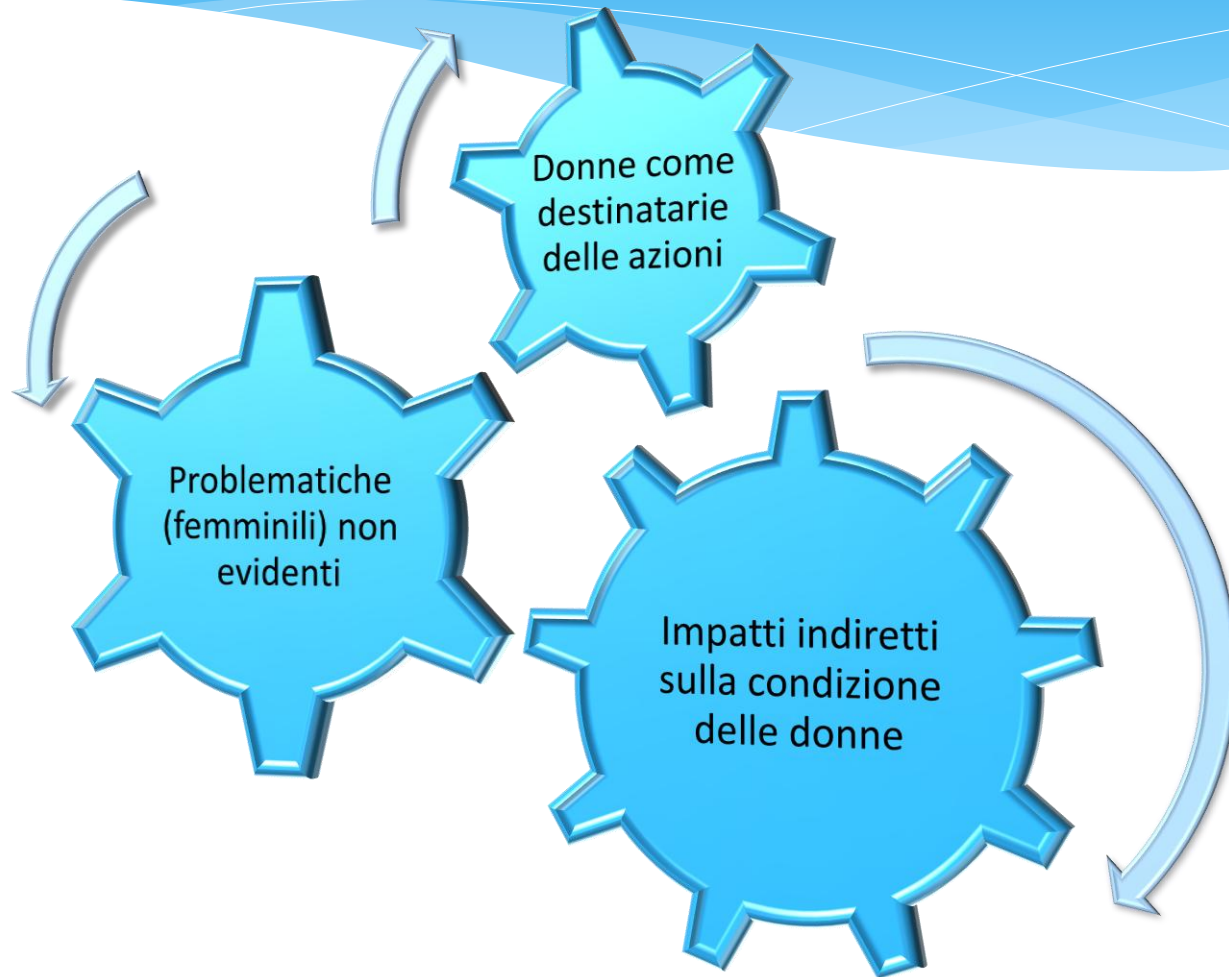 Donne come
destinatarie
delle azioni
Problematiche
(femminili) non
evidenti
Impatti indiretti
sulla condizione
delle donne